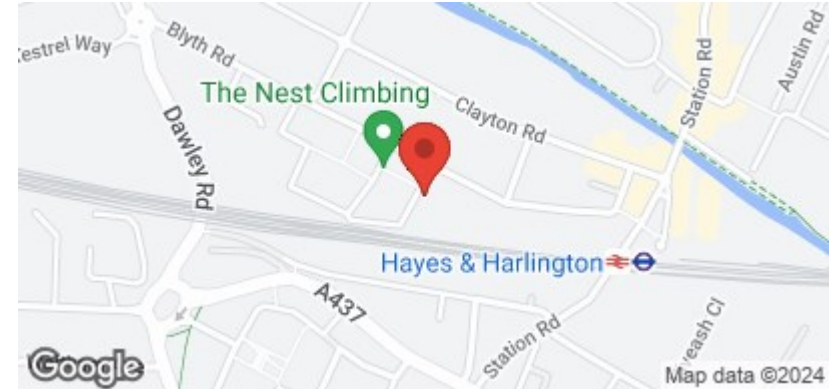 Kestrel Way
Blyth Rd
The Nest Climbing
Clayton Rd
Station Rd
Austin Rd
Dawley Rd
Hayes & Harlington
A437
Station Rd
Google
Map data ©2024